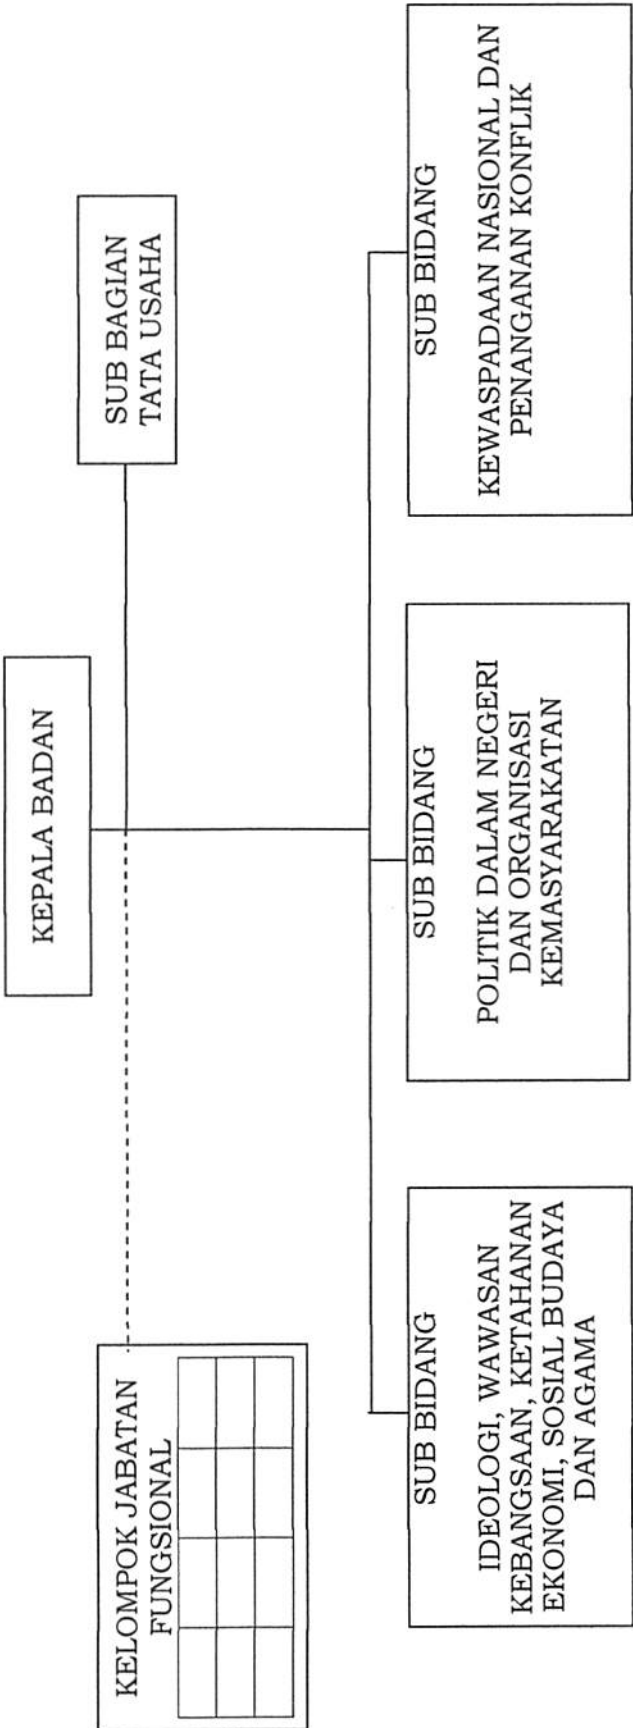 KEPALA BADAN
KELOMPOK JABATAN
FUNGSIONAL
SUB BAGIAN
TATA USAHA
SUB BIDANG
IDEOLOGI, WAWASAN
KEBANGSAAN, KETAHANAN
EKONOMI, SOSIAL BUDAYA
DAN AGAMA
SUB BIDANG
POLITIK DALAM NEGERI
DAN ORGANISASI
KEMASYARAKATAN
SUB BIDANG
KEWASPADAAN NASIONAL DAN
PENANGANAN KONFLIK